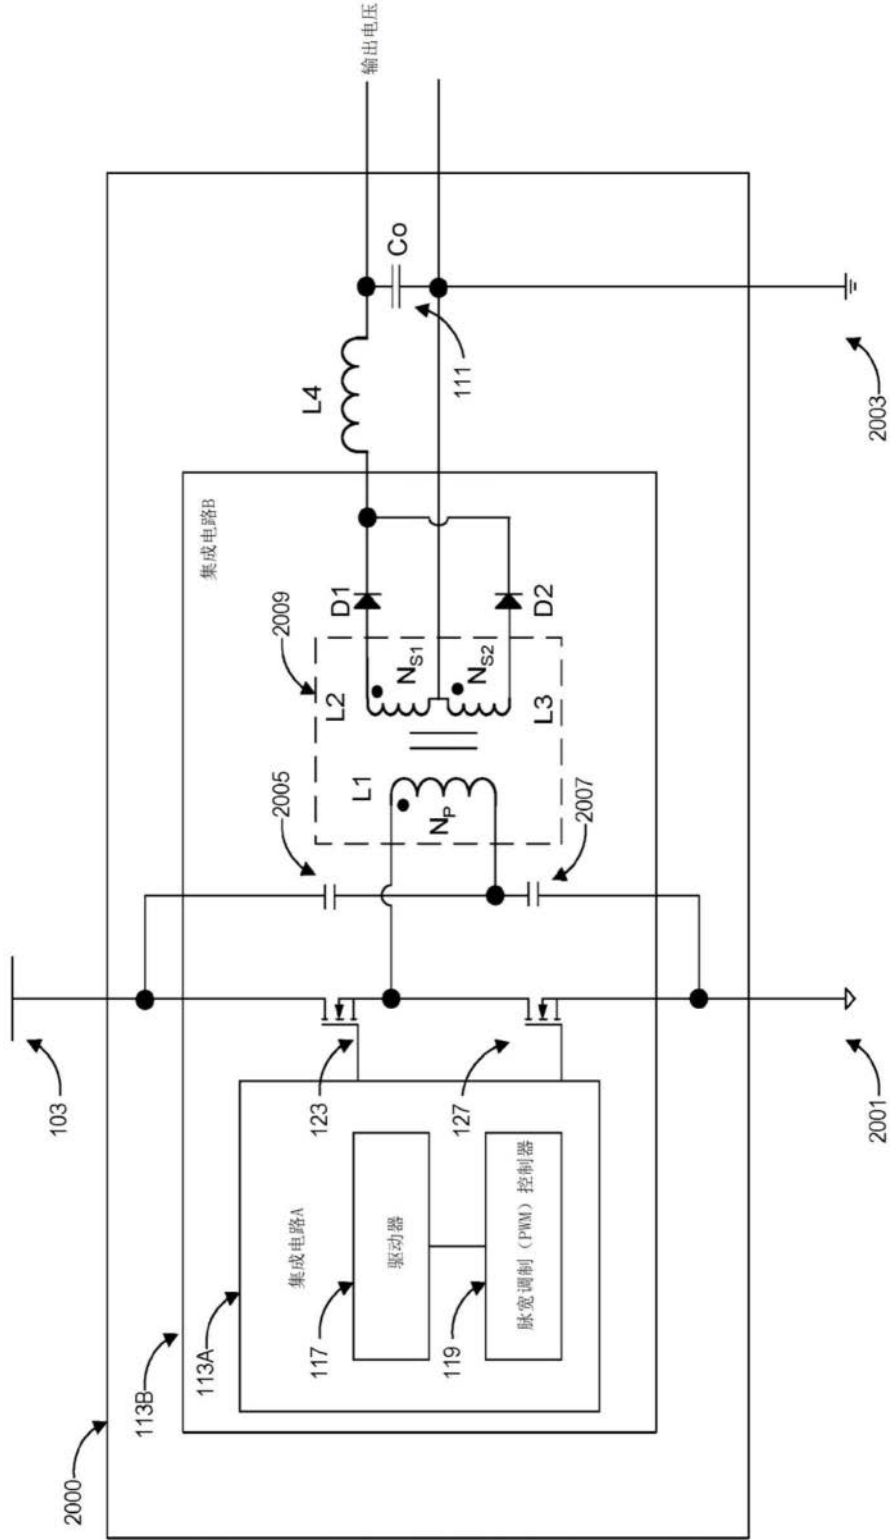 2000
113B
113A
集成电路A
117
驱动器
119
脉宽调制（PWM）控制器
103
123
127
2001
2005
2007
2009
L1
NP
L2
NS1
NS2
L3
D1
D2
集成电路B
L4
111
Co
2003
输出电压